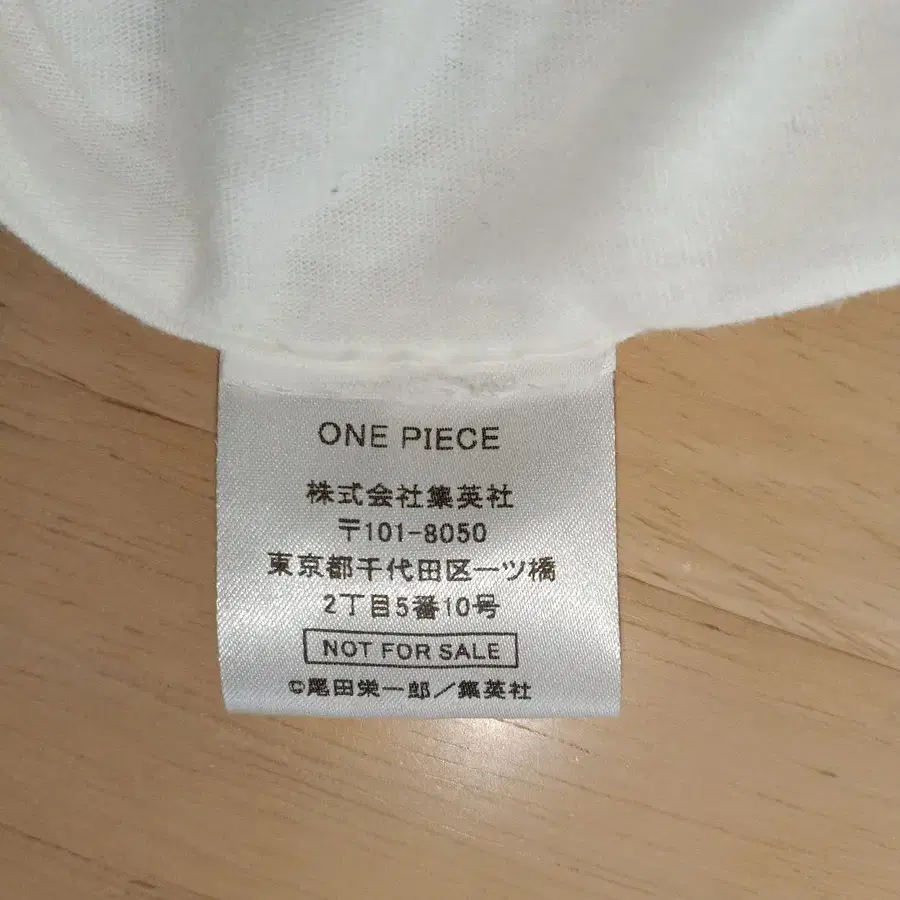 ONE PIECE
株式会社集英社
〒101-8050
東京都千代田区一ツ橋
2丁目5番10号
NOT FOR SALE
©尾田栄一郎／集英社